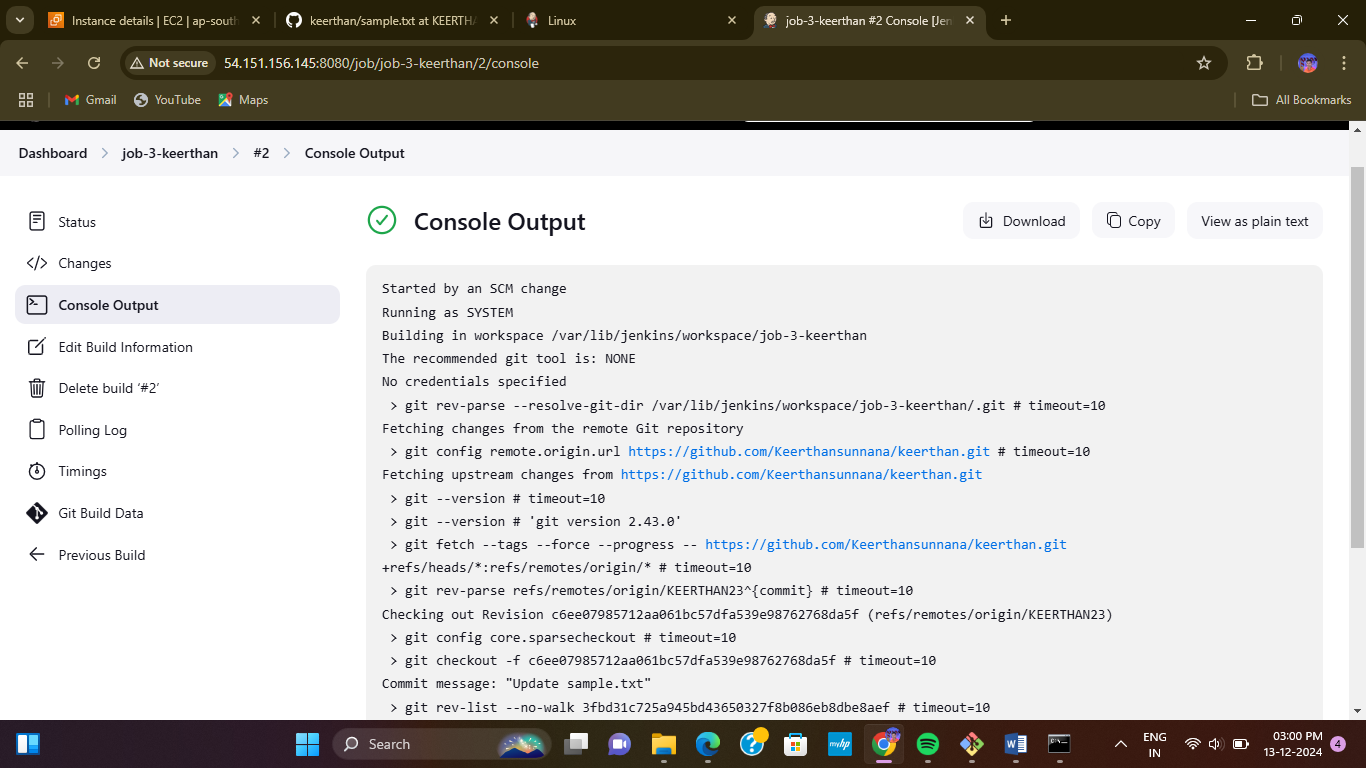 Instance details | EC2 | ap-south
keerthan/sample.txt at KEERTHA
Linux
job-3-keerthan #2 Console [Jen
Not secure
54.151.156.145:8080/job/job-3-keerthan/2/console
Gmail
YouTube
Maps
All Bookmarks
Dashboard
job-3-keerthan
#2
Console Output
Status
Changes
Console Output
Edit Build Information
Delete build ‘#2’
Polling Log
Timings
Git Build Data
Previous Build
Console Output
Download
Copy
View as plain text
Started by an SCM change
Running as SYSTEM
Building in workspace /var/lib/jenkins/workspace/job-3-keerthan
The recommended git tool is: NONE
No credentials specified
> git rev-parse --resolve-git-dir /var/lib/jenkins/workspace/job-3-keerthan/.git # timeout=10
Fetching changes from the remote Git repository
> git config remote.origin.url https://github.com/Keerthansunnana/keerthan.git # timeout=10
Fetching upstream changes from https://github.com/Keerthansunnana/keerthan.git
> git --version # timeout=10
> git --version # 'git version 2.43.0'
> git fetch --tags --force --progress -- https://github.com/Keerthansunnana/keerthan.git
+refs/heads/*:refs/remotes/origin/* # timeout=10
> git rev-parse refs/remotes/origin/KEERTHAN23^{commit} # timeout=10
Checking out Revision c6ee07985712aa061bc57dfa539e98762768da5f (refs/remotes/origin/KEERTHAN23)
> git config core.sparsecheckout # timeout=10
> git checkout -f c6ee07985712aa061bc57dfa539e98762768da5f # timeout=10
Commit message: "Update sample.txt"
> git rev-list --no-walk 3fbd31c725a945bd43650327f8b086eb8dbe8aef # timeout=10
Search
myhp
ENG
IN
03:00 PM
13-12-2024
4